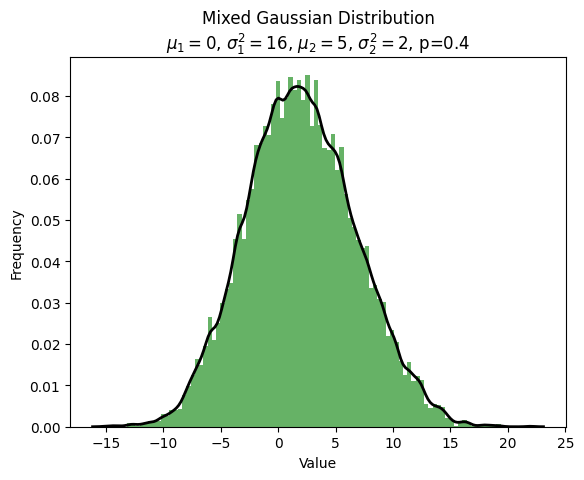 Mixed Gaussian Distribution
μ₁ = 0, σ₁² = 16, μ₂ = 5, σ₂² = 2, p=0.4
0.08
0.07
0.06
0.05
0.04
0.03
0.02
0.01
0.00
Frequency
−15 −10 −5 0 5 10 15 20 25
Value